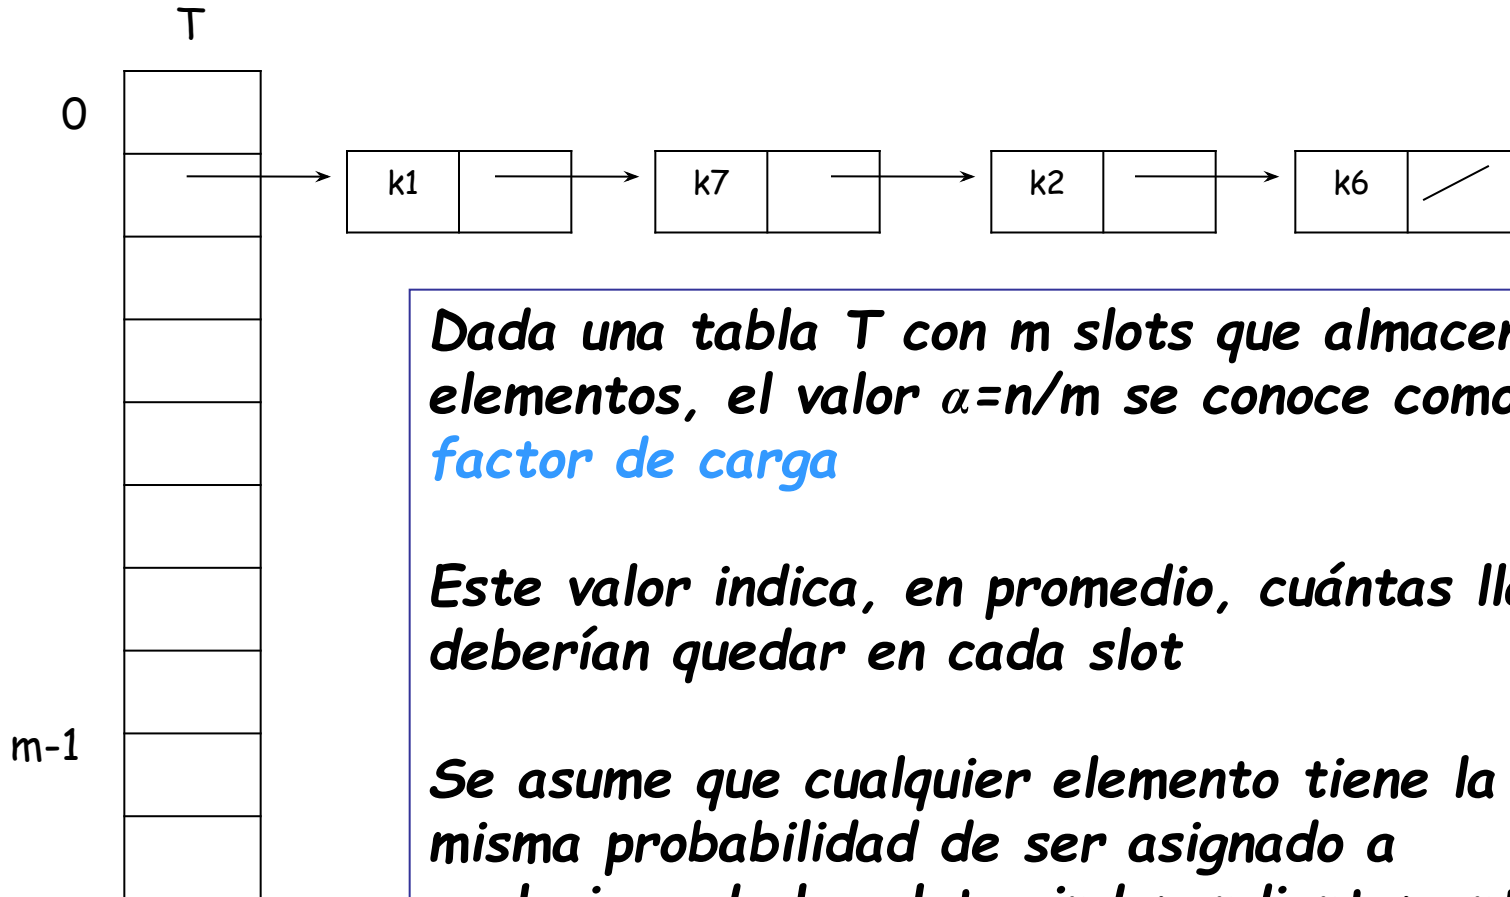 T
0
k1 k7 k2 k6
Dada una tabla T con m slots que
elementos, el valor α=n/m se conoce como
factor de carga
Este valor indica, en promedio, cuántas
deberían quedar en cada slot
m-1
Se asume que cualquier elemento tiene la
misma probabilidad de ser asignado a